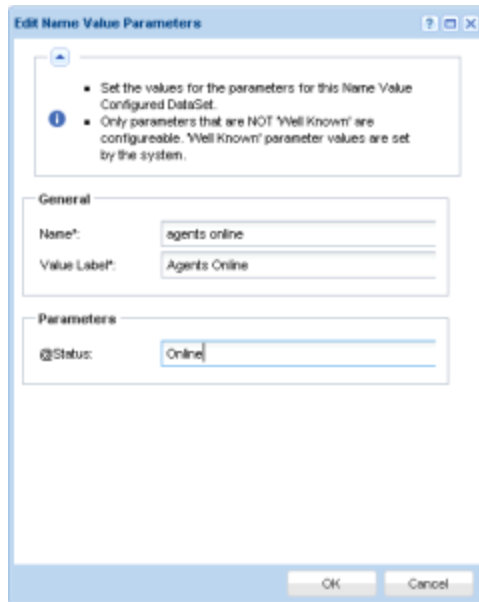 Edit Name Value Parameters
Set the values for the parameters for this Name Value
Configured DataSet.
Only parameters that are NOT 'Well Known' are
configureable. 'Well Known' parameter values are set
by the system.
General
Name*: agents online
Value Label*: Agents Online
Parameters
@Status: Online
OK Cancel